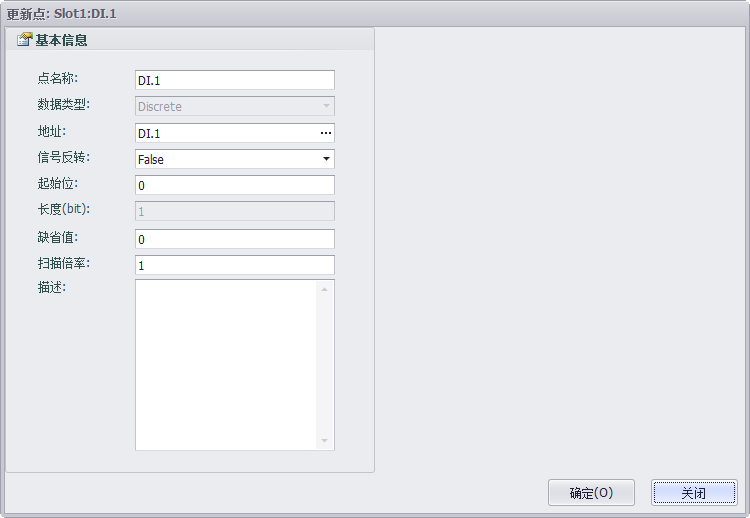 更新点: Slot1:DI.1
基本信息
点名称: DI.1
数据类型: Discrete
地址: DI.1 ...
信号反转: False
起始位: 0
长度(bit): 1
缺省值: 0
扫描倍率: 1
描述:
确定(O) 关闭